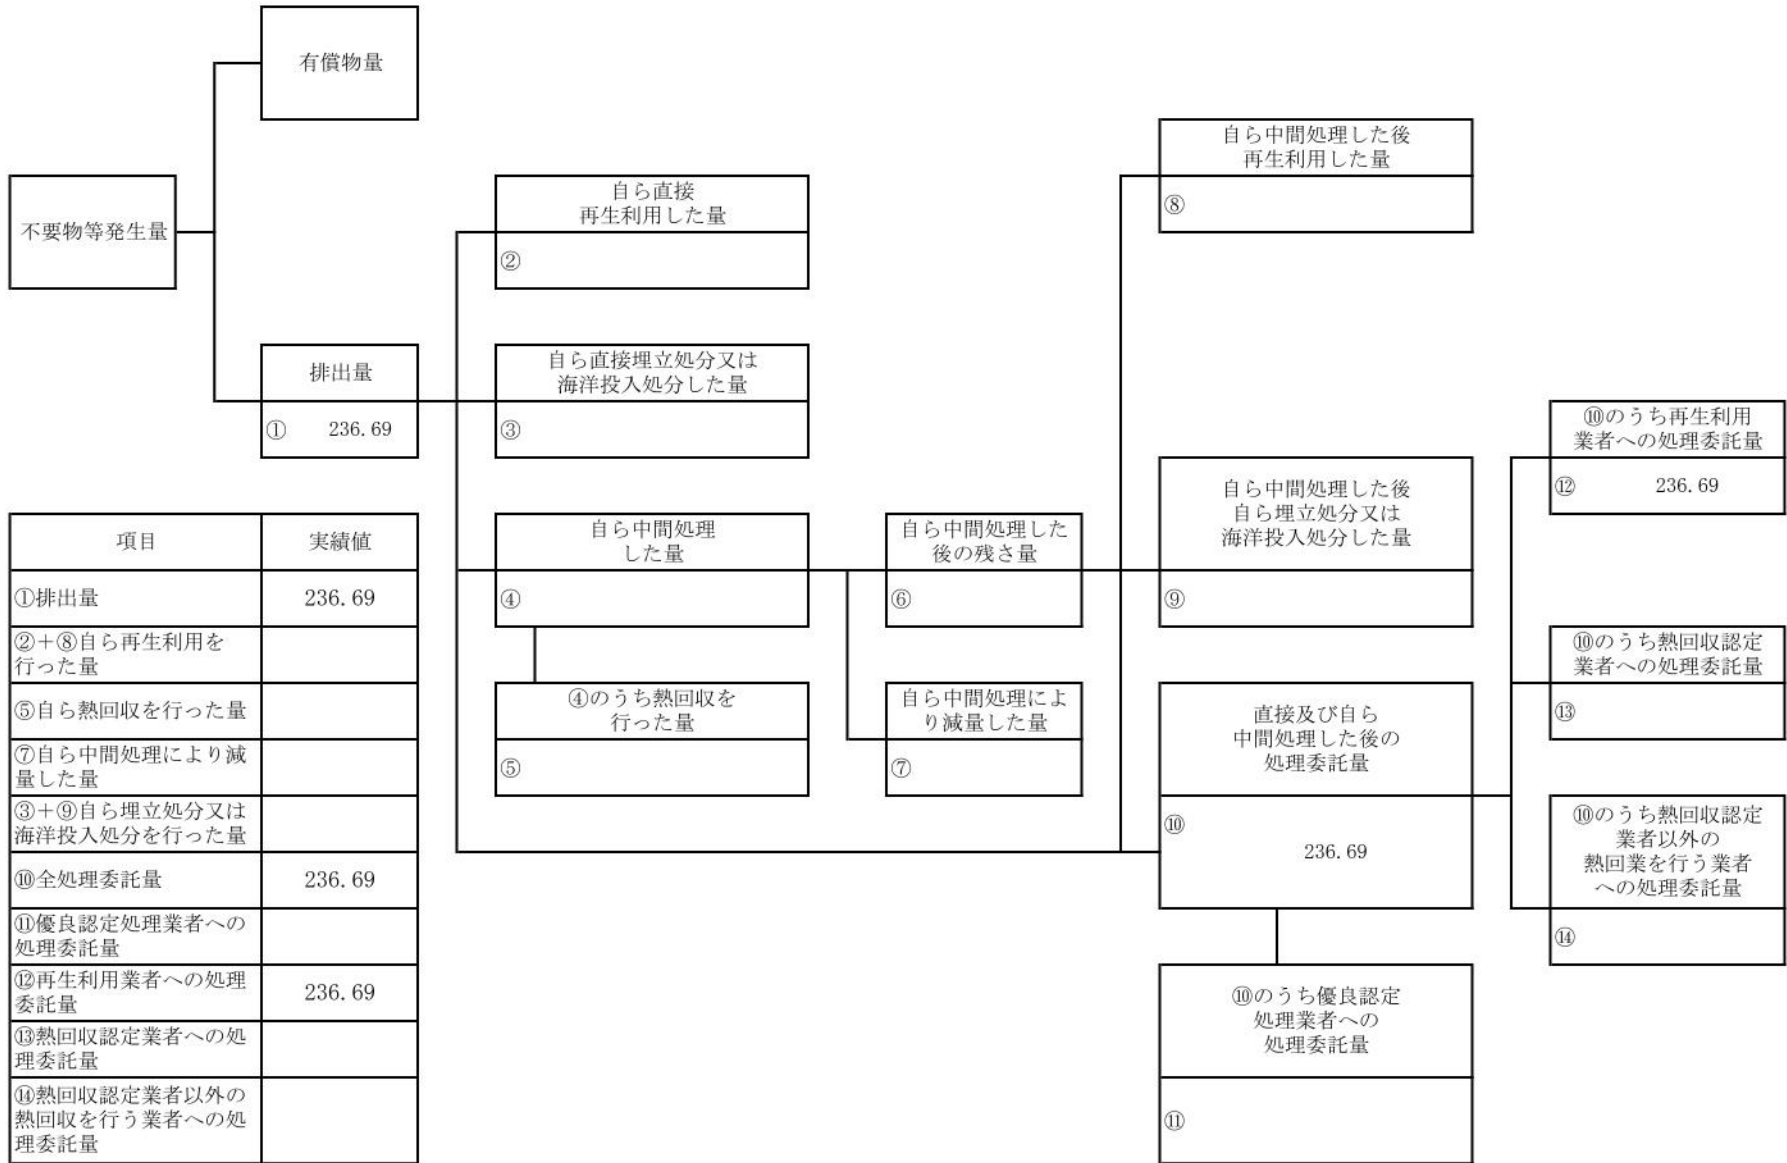 有償物量
不要物等発生量
排出量
① 236.69
自ら直接
再生利用した量
②
自ら直接埋立処分又は
海洋投入処分した量
③
自ら中間処理
した量
④
④のうち熱回収を
行った量
⑤
自ら中間処理した
後の残さ量
⑥
自ら中間処理によ
り減量した量
⑦
自ら中間処理した後
再生利用した量
⑧
自ら中間処理した後
自ら埋立処分又は
海洋投入処分した量
⑨
直接及び自ら
中間処理した後の
処理委託量
⑩
236.69
⑩のうち優良認定
処理業者への
処理委託量
⑪
⑩のうち再生利用
業者への処理委託量
⑫ 236.69
⑩のうち熱回収認定
業者への処理委託量
⑬
⑩のうち熱回収認定
業者以外の
熱回業を行う業者
への処理委託量
⑭
項目 実績値
①排出量 236.69
②＋⑧自ら再生利用を
行った量
⑤自ら熱回収を行った量
⑦自ら中間処理により減
量した量
③＋⑨自ら埋立処分又は
海洋投入処分を行った量
⑩全処理委託量 236.69
⑪優良認定処理業者への
処理委託量
⑫再生利用業者への処理
委託量 236.69
⑬熱回収認定業者への処
理委託量
⑭熱回収認定業者以外の
熱回収を行う業者への処
理委託量